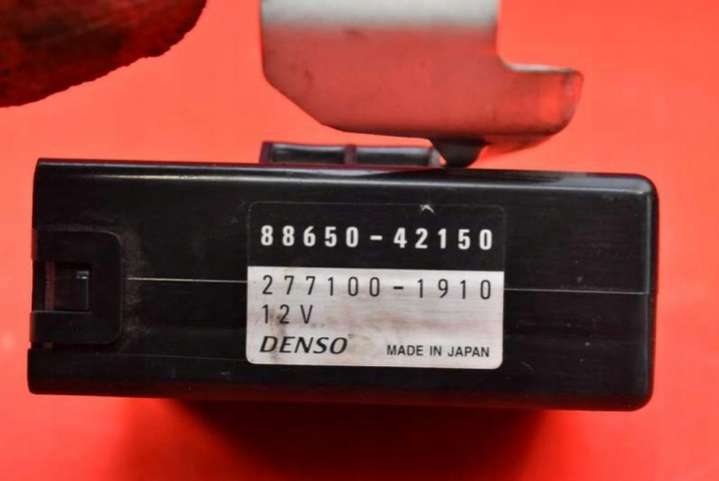 88650-42150
277100-1910
12V
DENSO MADE IN JAPAN